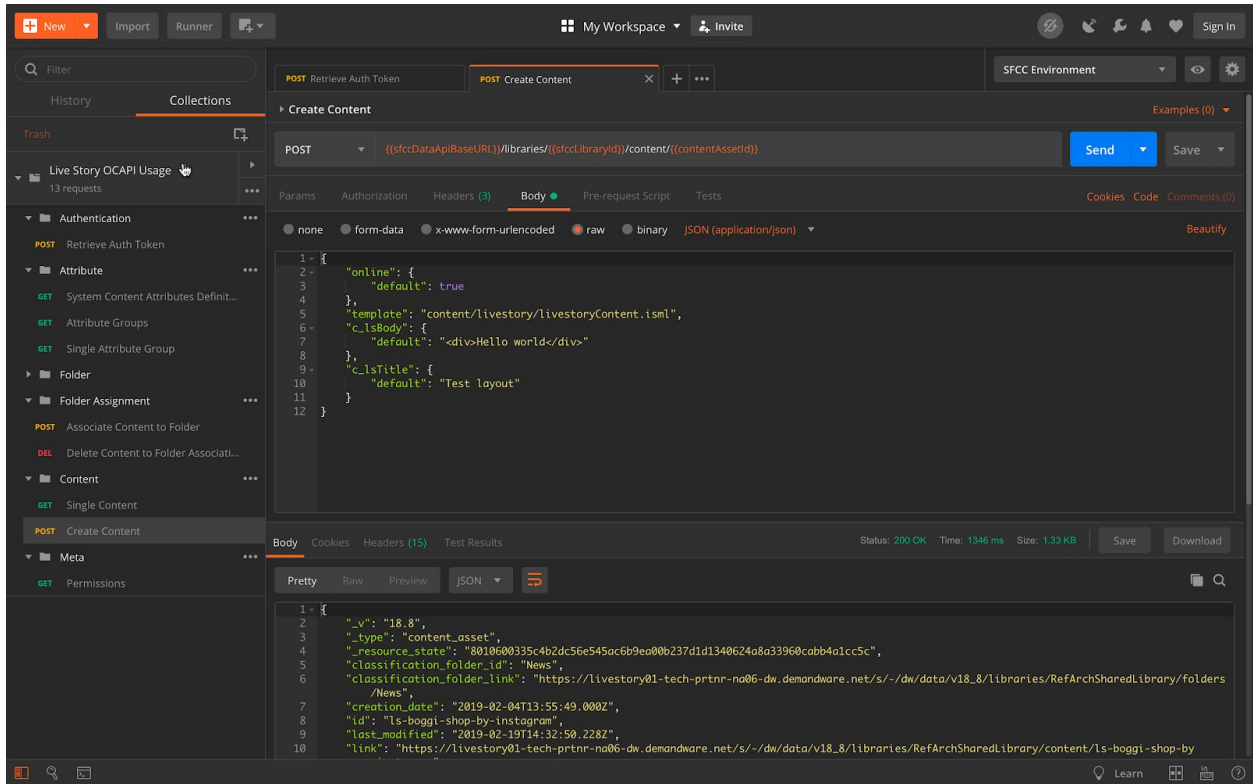 New
Import
Runner
My Workspace
Invite
Sign In
Filter
History
Collections
Trash
Live Story OCAPI Usage
13 requests
Authentication
POST Retrieve Auth Token
Attribute
GET System Content Attributes Definit...
GET Attribute Groups
GET Single Attribute Group
Folder
Folder Assignment
POST Associate Content to Folder
DEL Delete Content to Folder Associati...
Content
GET Single Content
POST Create Content
Meta
GET Permissions
POST Retrieve Auth Token
POST Create Content
SFCC Environment
Create Content
Examples (0)
POST {{sfccDataApiBaseURL}}/libraries/{{sfccLibraryId}}/content/{{contentAssetId}}
Send
Save
Params Authorization Headers (3) Body Pre-request Script Tests
Cookies Code Comments (0)
none form-data x-www-form-urlencoded raw binary JSON (application/json)
Beautify
1 {
2 "online": {
3 "default": true
4 },
5 "template": "content/livestory/livestoryContent.isml",
6 "c_lsBody": {
7 "default": "<div>Hello world</div>"
8 },
9 "c_lsTitle": {
10 "default": "Test layout"
11 }
12 }
Body Cookies Headers (15) Test Results
Status: 200 OK Time: 1346 ms Size: 1.33 KB
Save
Download
Pretty Raw Preview JSON
1 {
2 "_v": "18.8",
3 "_type": "content_asset",
4 "_resource_state": "8010600335c4b2dc56e545ac6b9ea00b237d1d1340624a8a33960cabb4a1cc5c",
5 "classification_folder_id": "News",
6 "classification_folder_link": "https://livestory01-tech-prtnr-na06-dw.demandware.net/s/-/dw/data/v18_8/libraries/RefArchSharedLibrary/folders
/News",
7 "creation_date": "2019-02-04T13:55:49.000Z",
8 "id": "ls-boggi-shop-by-instagram",
9 "last_modified": "2019-02-19T14:32:50.228Z",
10 "link": "https://livestory01-tech-prtnr-na06-dw.demandware.net/s/-/dw/data/v18_8/libraries/RefArchSharedLibrary/content/ls-boggi-shop-by
Learn